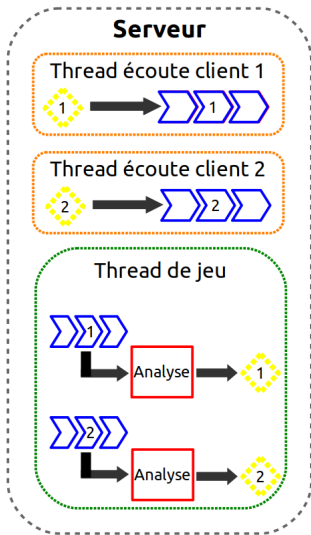 Serveur
Thread écoute client 1
1
1
Thread écoute client 2
2
2
Thread de jeu
1
Analyse
1
2
Analyse
2